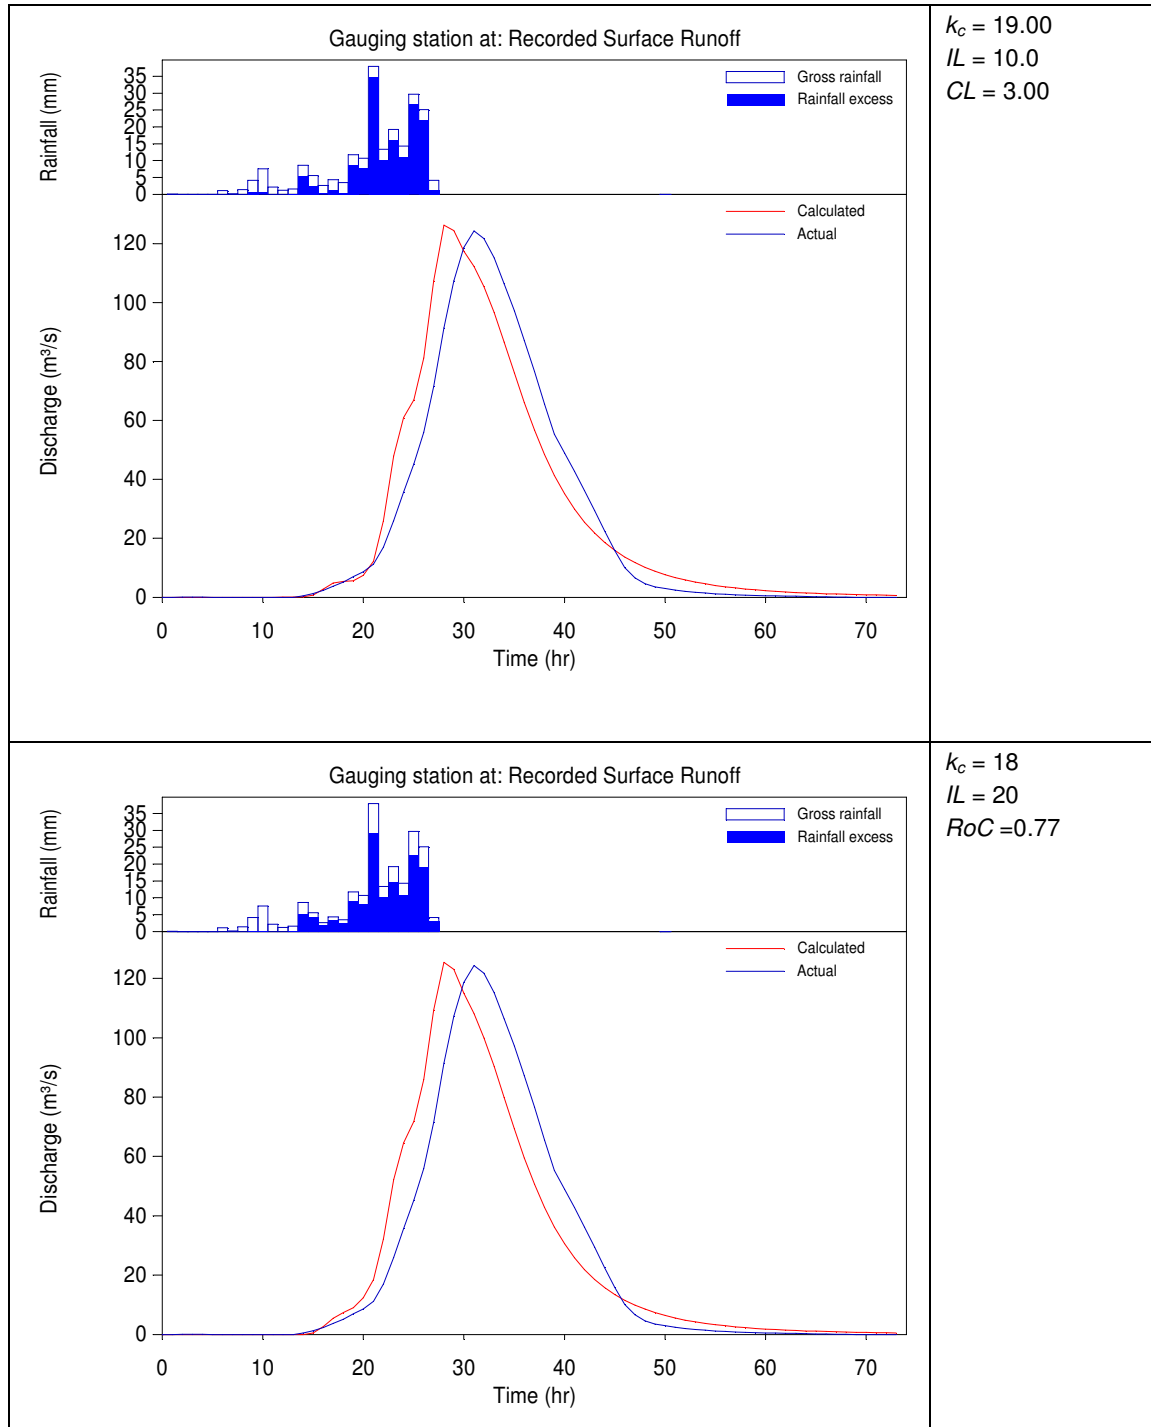 Gauging station at: Recorded Surface Runoff
Rainfall (mm)
35
30
25
20
15
10
5
0
Gross rainfall
Rainfall excess
Discharge (m³/s)
120
100
80
60
40
20
0
Calculated
Actual
0 10 20 30 40 50 60 70
Time (hr)
k_c = 19.00
IL = 10.0
CL = 3.00
Gauging station at: Recorded Surface Runoff
Rainfall (mm)
35
30
25
20
15
10
5
0
Gross rainfall
Rainfall excess
Discharge (m³/s)
120
100
80
60
40
20
0
Calculated
Actual
0 10 20 30 40 50 60 70
Time (hr)
k_c = 18
IL = 20
RoC =0.77